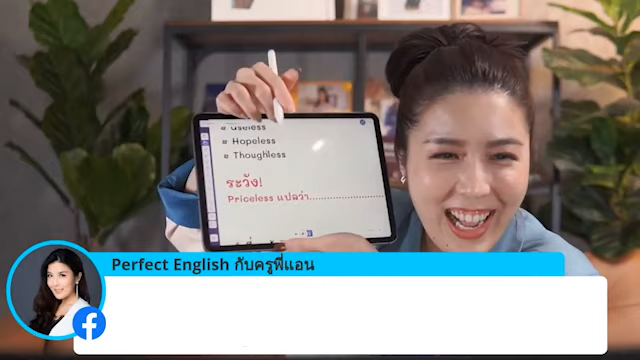 # useless
# Hopeless
# Thoughless
ระวัง!
Priceless แปลว่า....................................
Perfect English กับครูพี่แอน